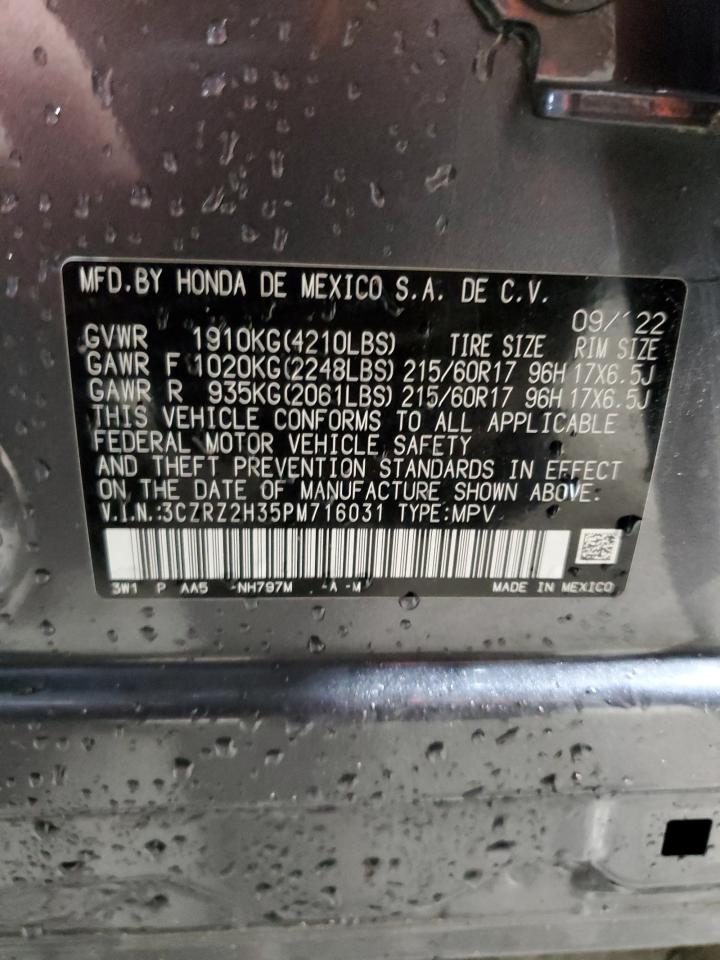 MFD.BY HONDA DE MEXICO S.A. DE C.V.
09/'22
GVWR 1910KG(4210LBS) TIRE SIZE RIM SIZE
GAWR F 1020KG(2248LBS) 215/60R17 96H 17X6.5J
GAWR R 935KG(2061LBS) 215/60R17 96H 17X6.5J
THIS VEHICLE CONFORMS TO ALL APPLICABLE
FEDERAL MOTOR VEHICLE SAFETY
AND THEFT PREVENTION STANDARDS IN EFFECT
ON THE DATE OF MANUFACTURE SHOWN ABOVE.
V.I.N.:3CZRZ2H35PM716031 TYPE:MPV
3W1 P AA5 -NH797M -A -M MADE IN MEXICO